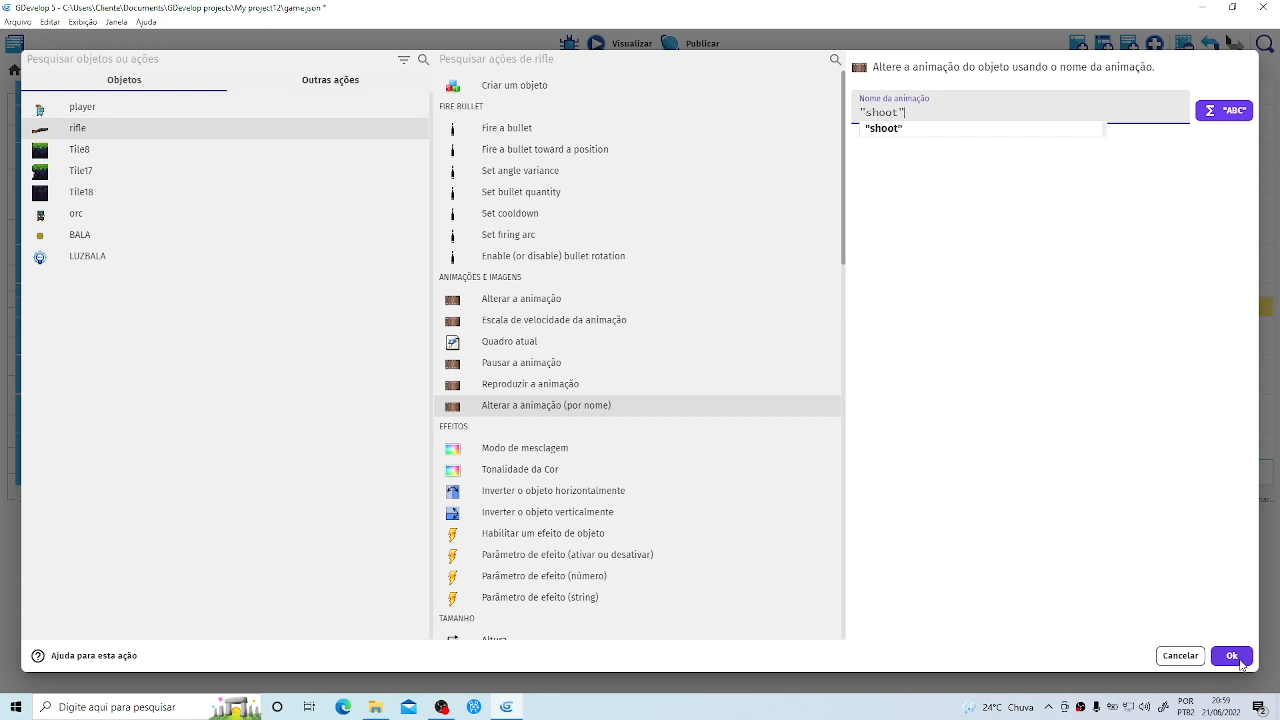 GDevelop 5 - C:\Users\Cliente\Documents\GDevelop projects\My project12\game.json *
Arquivo Editar Exibição Janela Ajuda
Visualizar Publicar
Pesquisar objetos ou ações
Objetos Outras ações
player
rifle
Tile8
Tile17
Tile18
orc
BALA
LUZBALA
Pesquisar ações de rifle
Criar um objeto
FIRE BULLET
Fire a bullet
Fire a bullet toward a position
Set angle variance
Set bullet quantity
Set cooldown
Set firing arc
Enable (or disable) bullet rotation
ANIMAÇÕES E IMAGENS
Alterar a animação
Escala de velocidade da animação
Quadro atual
Pausar a animação
Reproduzir a animação
Alterar a animação (por nome)
EFEITOS
Modo de mesclagem
Tonalidade da Cor
Inverter o objeto horizontalmente
Inverter o objeto verticalmente
Habilitar um efeito de objeto
Parâmetro de efeito (ativar ou desativar)
Parâmetro de efeito (número)
Parâmetro de efeito (string)
TAMANHO
Altura
Altere a animação do objeto usando o nome da animação.
Nome da animação
"shoot"
Σ "ABC"
"shoot"
Ajuda para esta ação
Cancelar Ok
Digite aqui para pesquisar
24°C Chuva
POR
PTB2
20:59
21/06/2022
2